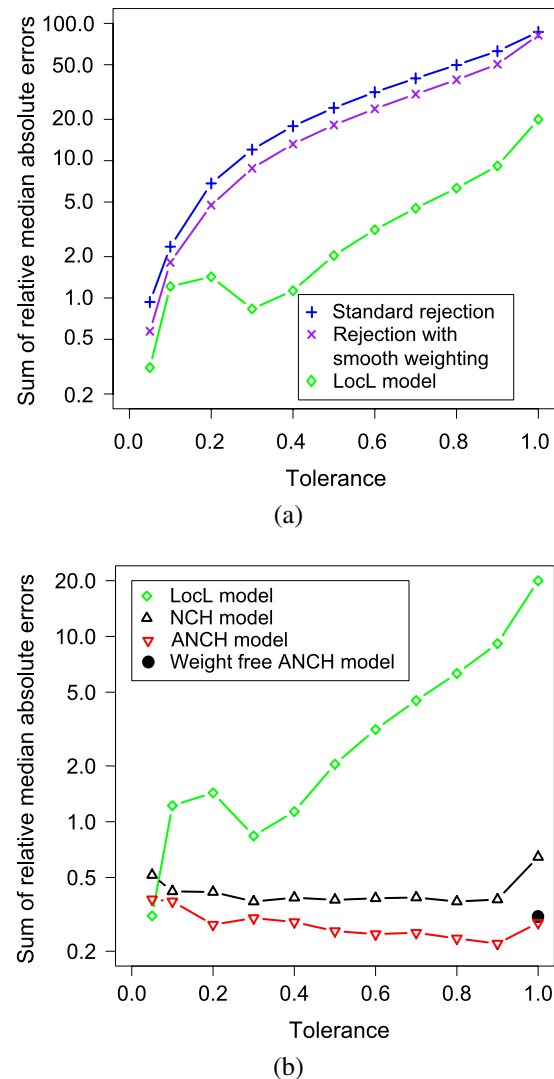 Sum of relative median absolute errors
100.0
50.0
20.0
10.0
5.0
2.0
1.0
0.5
0.2
Standard rejection
Rejection with
smooth weighting
LocL model
0.0 0.2 0.4 0.6 0.8 1.0
Tolerance
(a)
Sum of relative median absolute errors
20.0
10.0
5.0
2.0
1.0
0.5
0.2
LocL model
NCH model
ANCH model
Weight free ANCH model
0.0 0.2 0.4 0.6 0.8 1.0
Tolerance
(b)